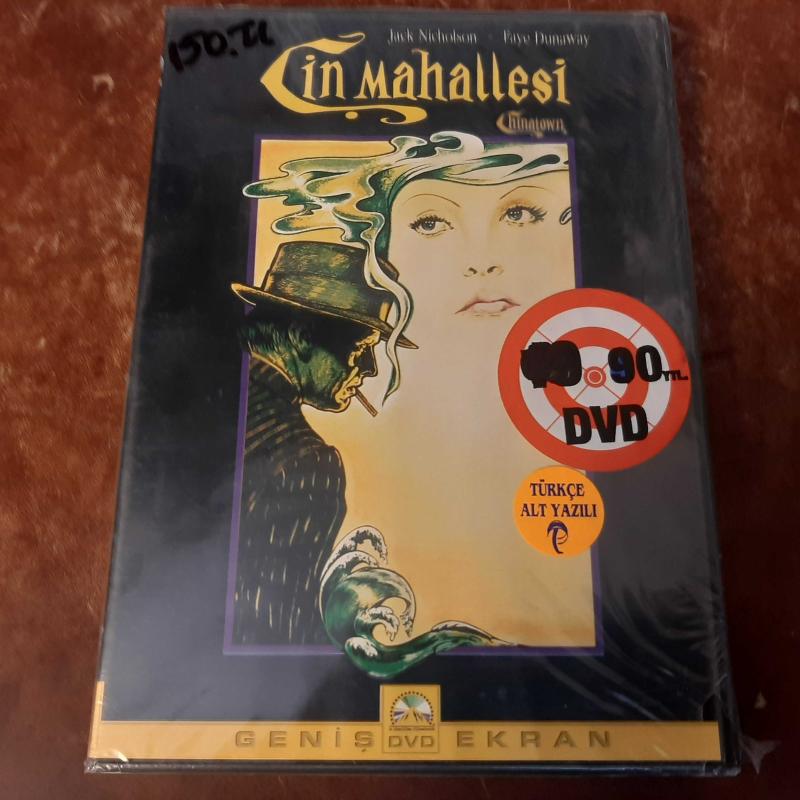 150.TL
Jack Nicholson - Faye Dunaway
Çin Mahallesi
Chinatown
90 YTL.
DVD
TÜRKÇE
ALT YAZILI
GENİŞ DVD EKRAN